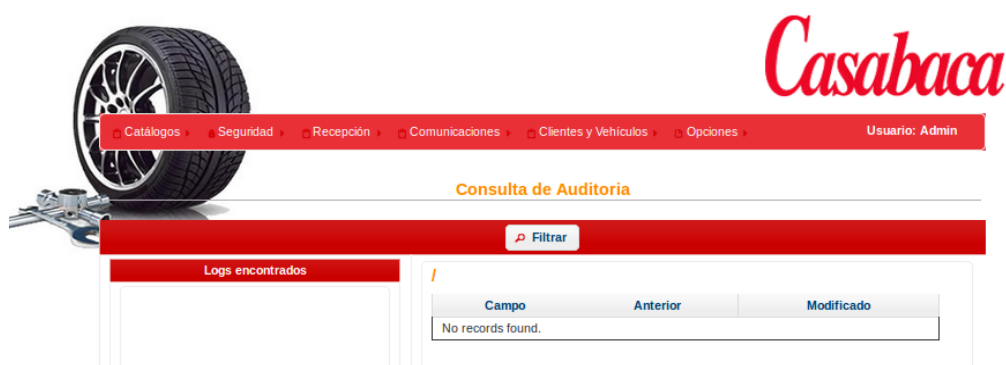 Casabaca
Catálogos Seguridad Recepción Comunicaciones Clientes y Vehículos Opciones Usuario: Admin
Consulta de Auditoria
Filtrar
Logs encontrados
/
Campo Anterior Modificado
No records found.